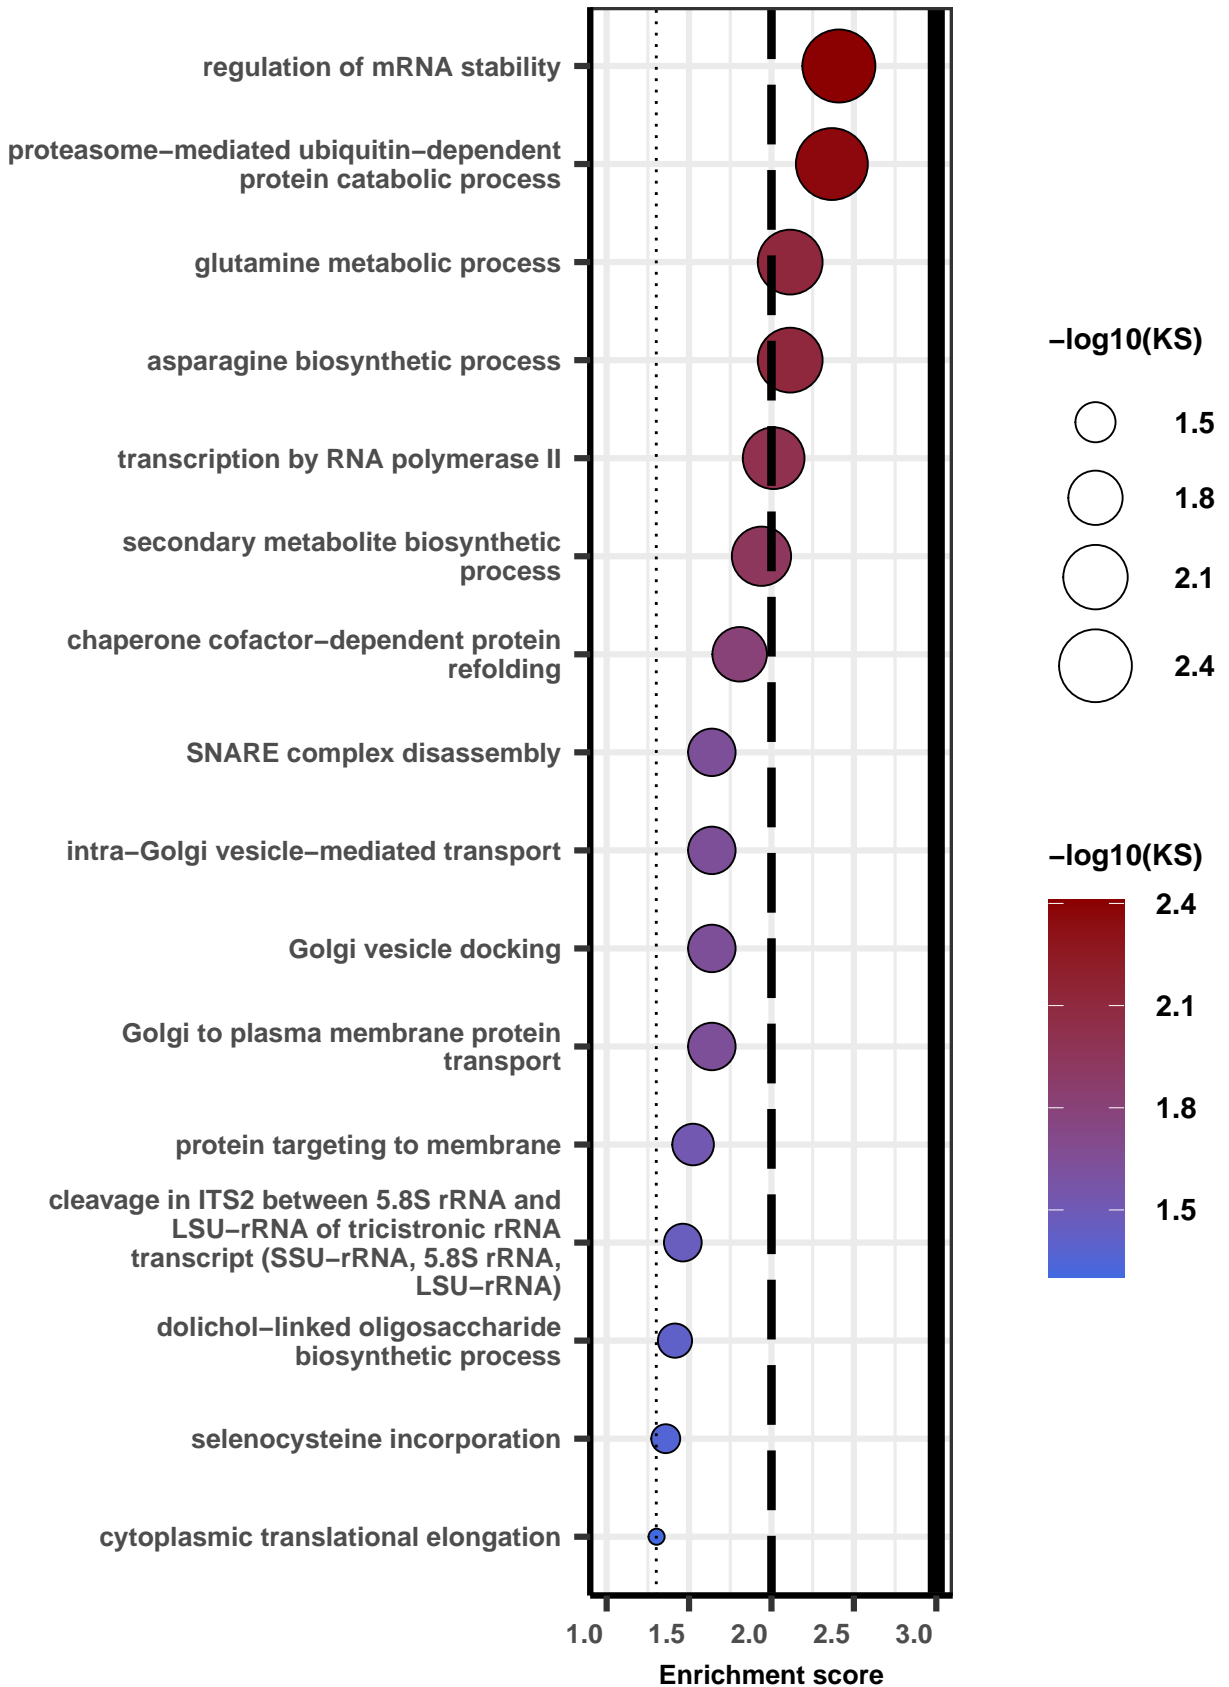 regulation of mRNA stability
proteasome−mediated ubiquitin−dependent
protein catabolic process
glutamine metabolic process
asparagine biosynthetic process
transcription by RNA polymerase II
secondary metabolite biosynthetic
process
chaperone cofactor−dependent protein
refolding
SNARE complex disassembly
intra−Golgi vesicle−mediated transport
Golgi vesicle docking
Golgi to plasma membrane protein
transport
protein targeting to membrane
cleavage in ITS2 between 5.8S rRNA and
LSU−rRNA of tricistronic rRNA
transcript (SSU−rRNA, 5.8S rRNA,
LSU−rRNA)
dolichol−linked oligosaccharide
biosynthetic process
selenocysteine incorporation
cytoplasmic translational elongation
1.0 1.5 2.0 2.5 3.0
Enrichment score
−log10(KS)
1.5
1.8
2.1
2.4
−log10(KS)
2.4
2.1
1.8
1.5